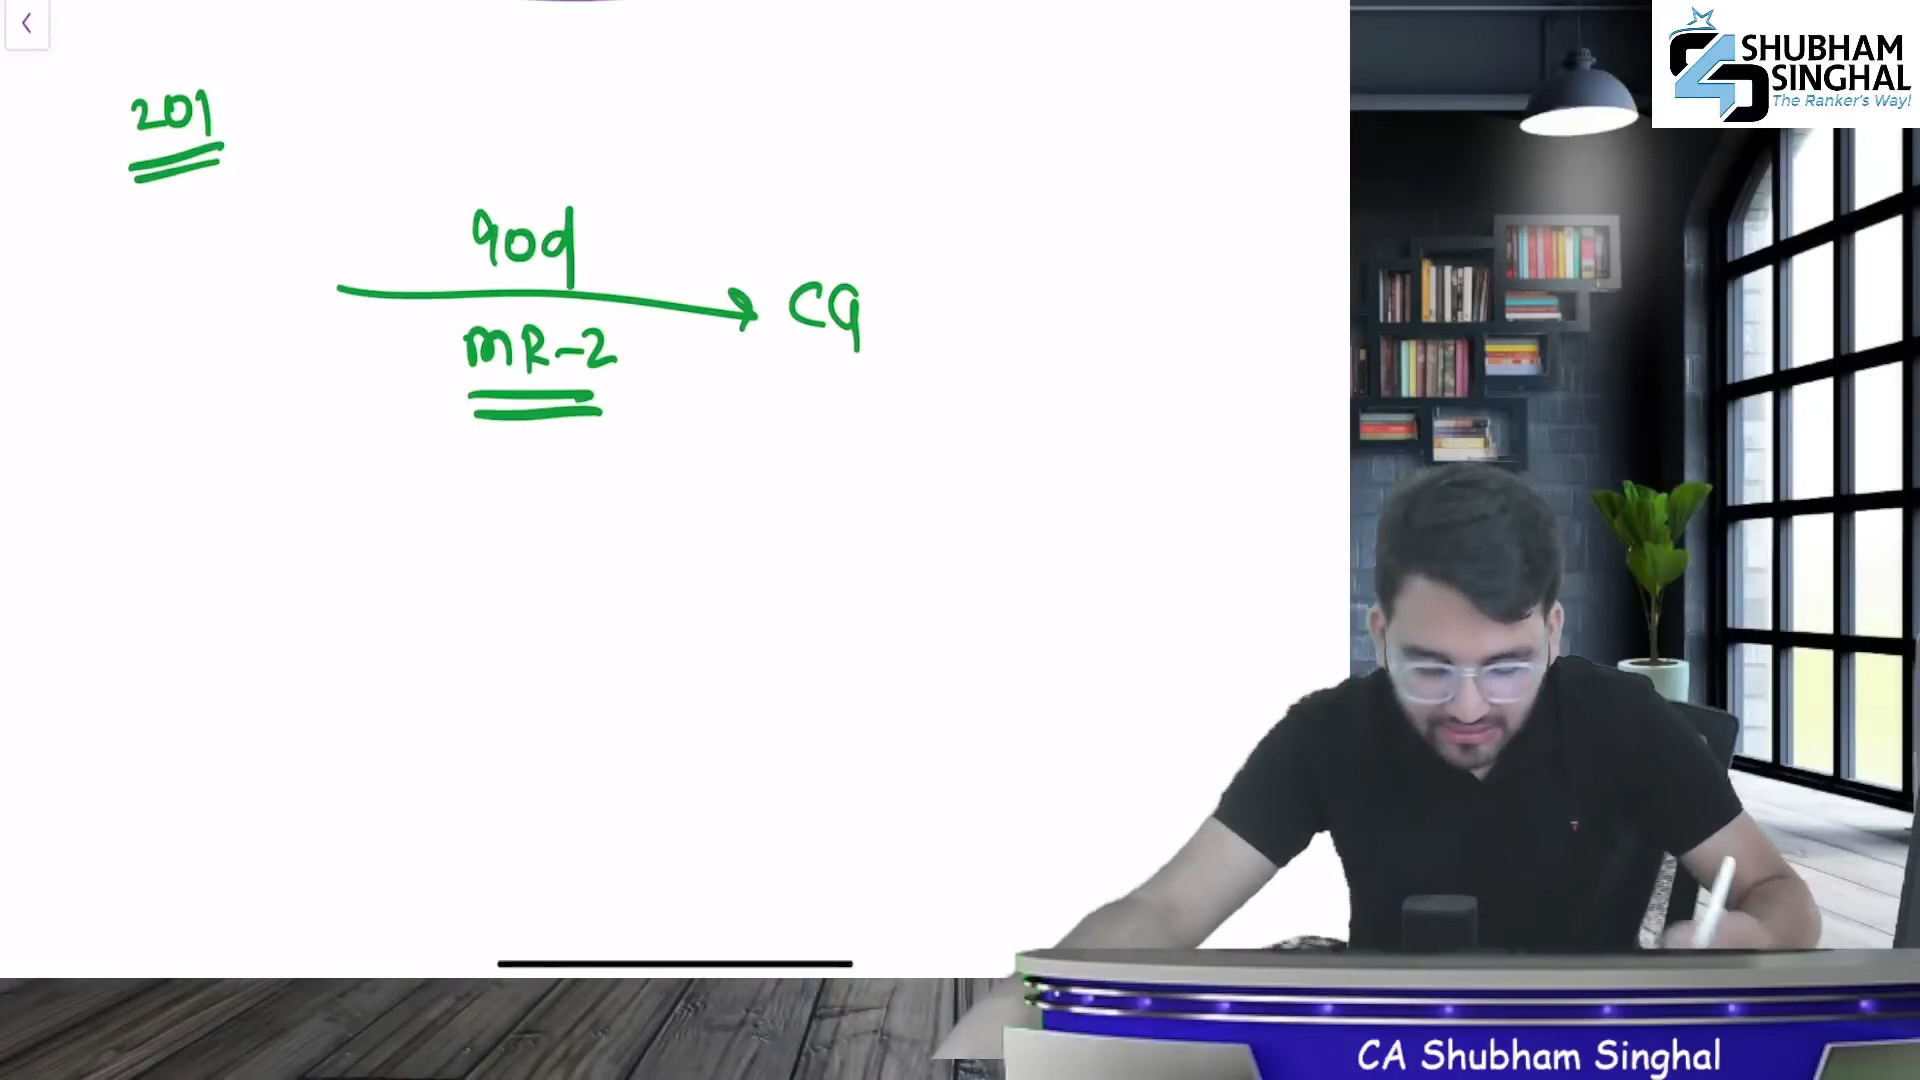 201
90d
CG
MR-2
SHUBHAM
SINGHAL
The Ranker's Way!
CA Shubham Singhal